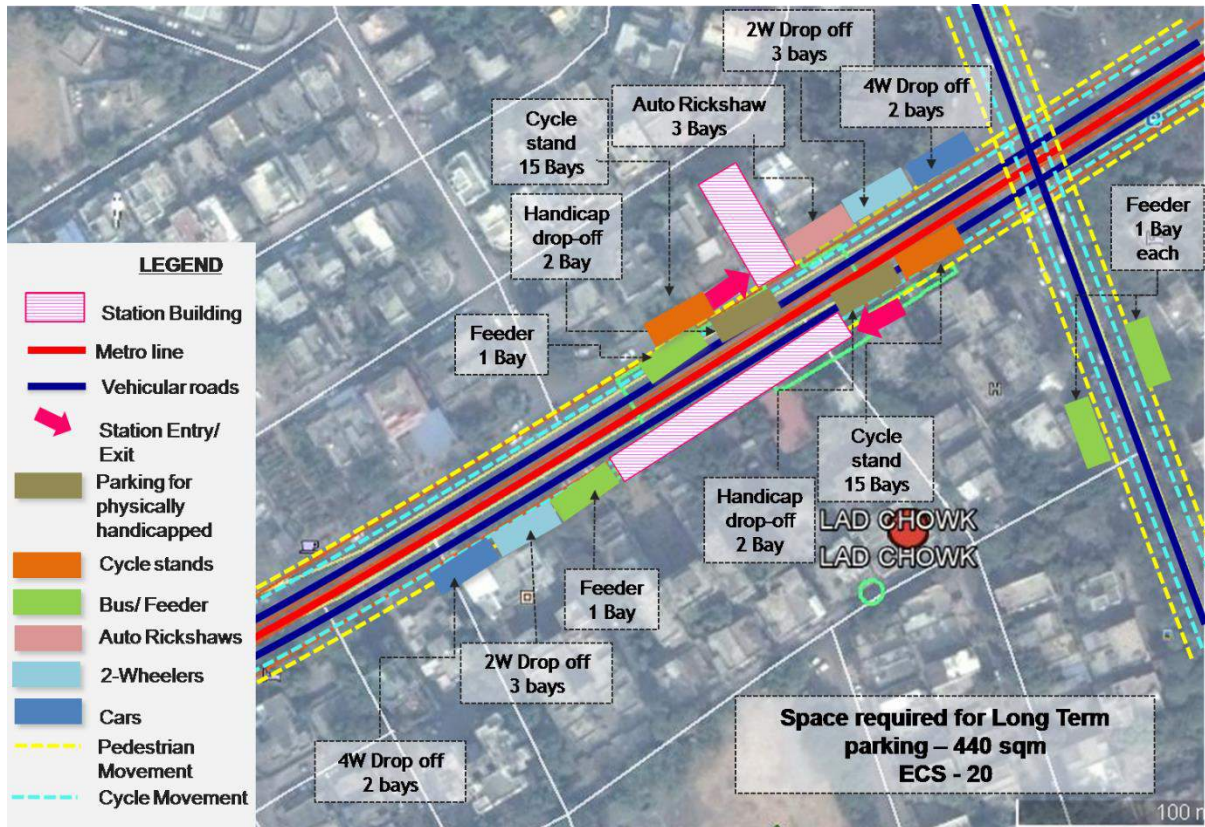 2W Drop off
3 bays
4W Drop off
2 bays
Auto Rickshaw
3 Bays
Cycle
stand
15 Bays
Handicap
drop-off
2 Bay
Feeder
1 Bay
each
Feeder
1 Bay
LEGEND
Station Building
Metro line
Vehicular roads
Station Entry/
Exit
Parking for
physically
handicapped
Cycle stands
Bus/ Feeder
Auto Rickshaws
2-Wheelers
Cars
Pedestrian
Movement
Cycle Movement
Cycle
stand
15 Bays
Handicap
drop-off
2 Bay
LAD CHOWK
LAD CHOWK
Feeder
1 Bay
2W Drop off
3 bays
4W Drop off
2 bays
Space required for Long Term
parking – 440 sqm
ECS - 20
H
100